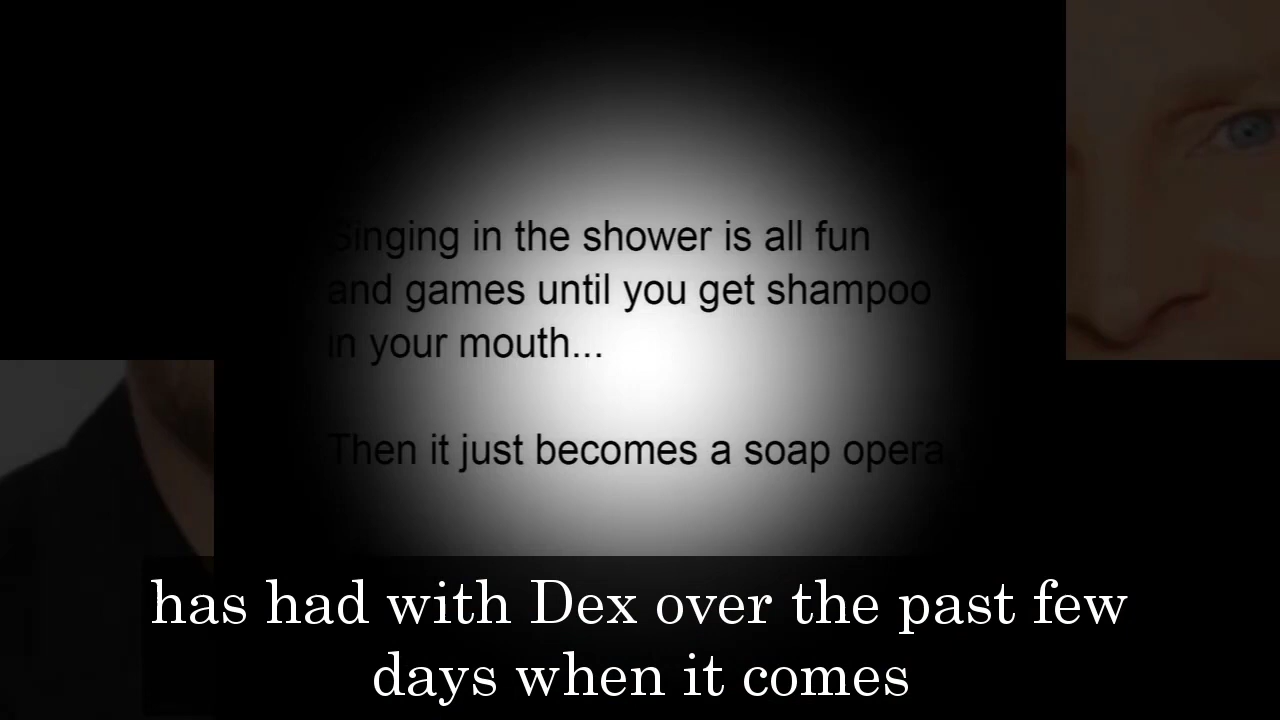 Singing in the shower is all fun
and games until you get shampoo
in your mouth...
Then it just becomes a soap opera.
has had with Dex over the past few
days when it comes